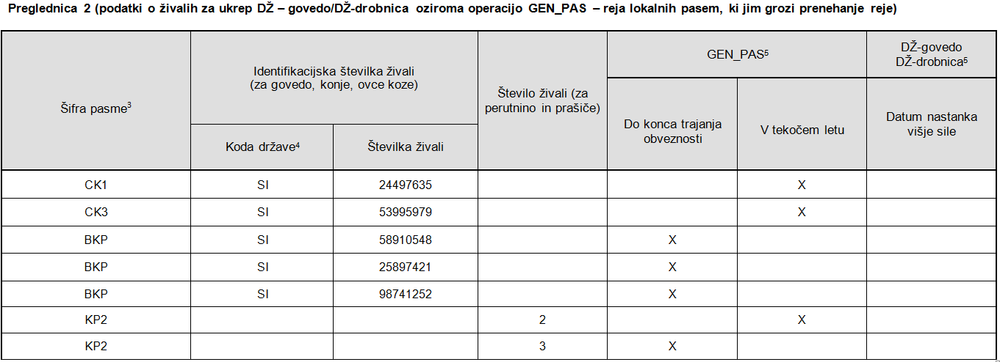 Preglednica 2 (podatki o živalih za ukrep DŽ – govedo/DŽ-drobnica oziroma operacijo GEN_PAS – reja lokalnih pasem, ki jim grozi prenehanje reje)
Šifra pasme³
Identifikacijska številka živali
(za govedo, konje, ovce koze)
Koda države⁴
Številka živali
Število živali (za
perutnino in prašiče)
GEN_PAS⁵
Do konca trajanja
obveznosti
V tekočem letu
DŽ-govedo
DŽ-drobnica⁵
Datum nastanka
višje sile
CK1 SI 24497635 X
CK3 SI 53995979 X
BKP SI 58910548 X
BKP SI 25897421 X
BKP SI 98741252 X
KP2 2 X
KP2 3 X